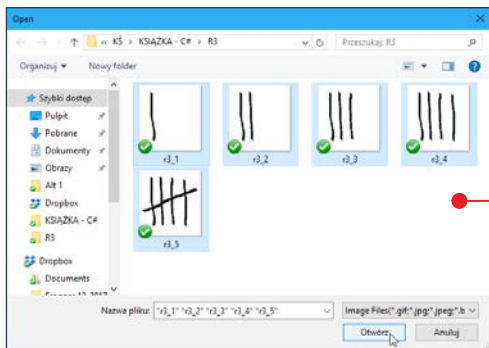 Open
« KŚ › KSIĄŻKA - C# › R3
Przeszukaj: R3
Organizuj
Nowy folder
Szybki dostęp
Pulpit
Pobrane
Dokumenty
Obrazy
Alt 1
Dropbox
KSIĄŻKA - C#
R3
Dropbox
Documents
r3_1
r3_2
r3_3
r3_4
r3_5
Nazwa pliku:
"r3_1" "r3_2" "r3_3" "r3_4" "r3_5"
Image Files(*.gif;*.jpg;*.jpeg;*.b
Otwórz
Anuluj